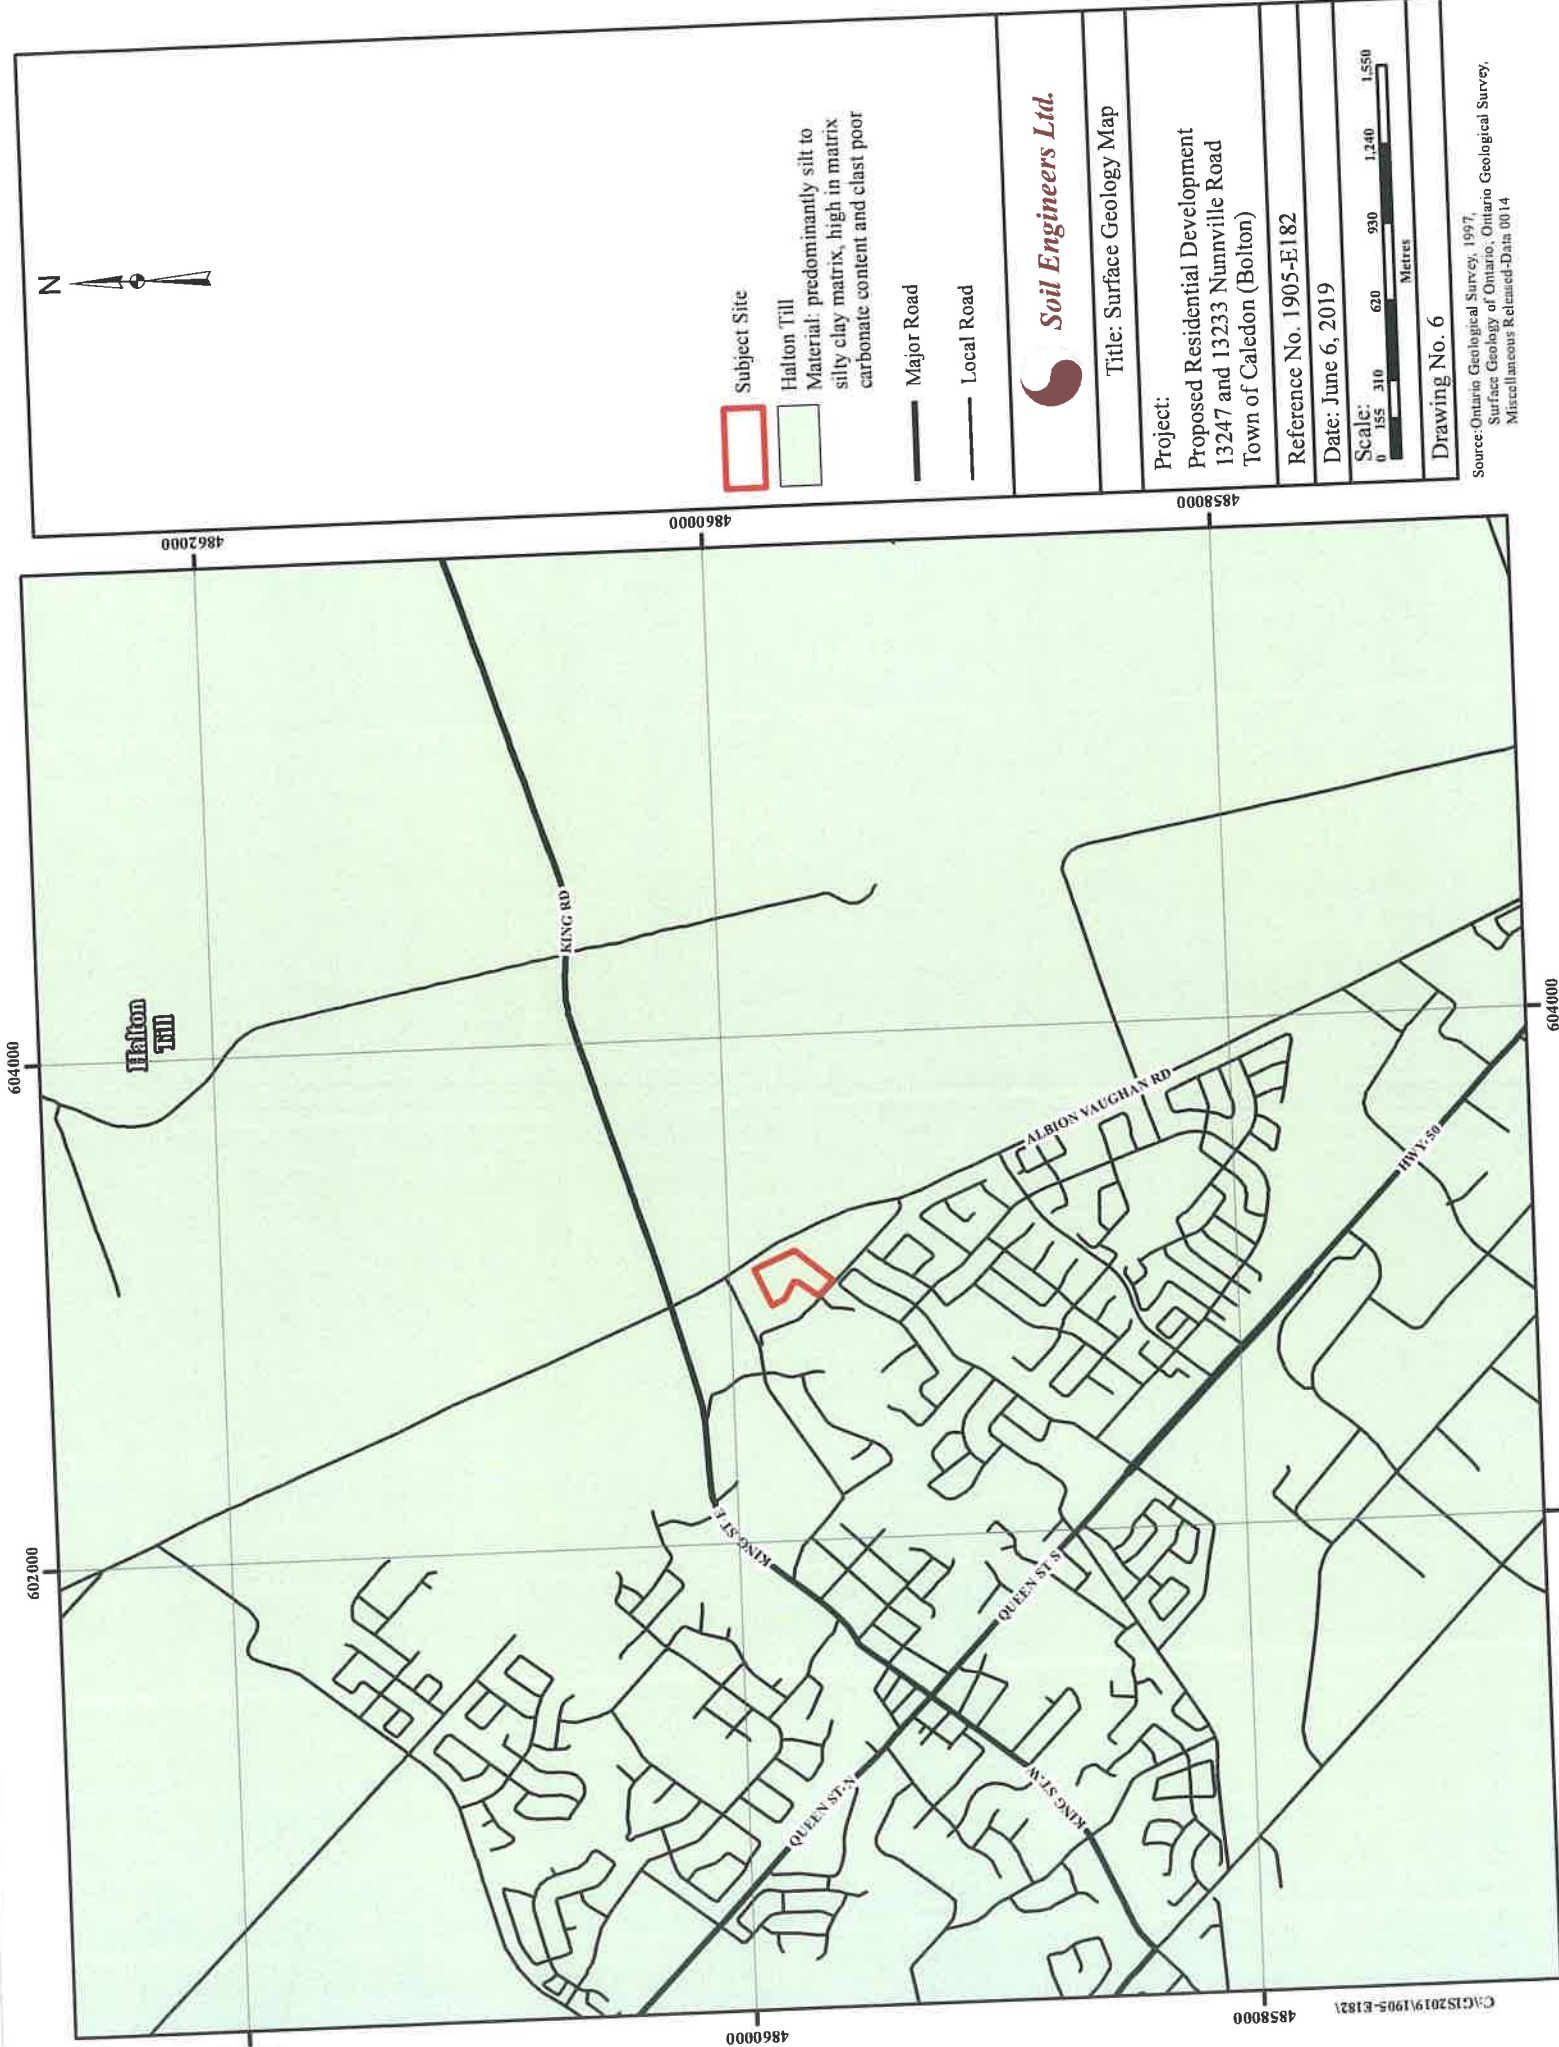 604000
602000
4862000
4860000
4858000
Halton
Till
KING RD
ALBION VAUGHAN RD
HWY 50
KING ST E
QUEEN ST S
QUEEN ST N
KING ST W
604000
4860000
4858000
C:\GIS2019\1905-E182\
N
Subject Site
Halton Till
Material: predominantly silt to
silty clay matrix, high in matrix
carbonate content and clast poor
Major Road
Local Road
Soil Engineers Ltd.
Title: Surface Geology Map
Project:
Proposed Residential Development
13247 and 13233 Nunnville Road
Town of Caledon (Bolton)
Reference No. 1905-E182
Date: June 6, 2019
Scale:
0 155 310 620 930 1,240 1,550
Metres
Drawing No. 6
Source: Ontario Geological Survey, 1997,
Surface Geology of Ontario; Ontario Geological Survey,
Miscellaneous Released-Data 0014